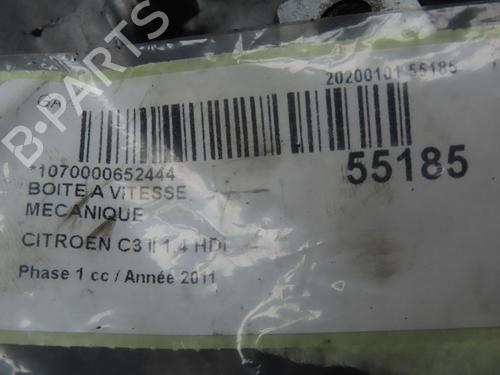 20200101 55185
GA
*1070000652444
55185
BOITE A VITESSE
MECANIQUE
CITROEN C3 II 1.4 HDI
Phase 1 cc / Année 2011
B-PARTS